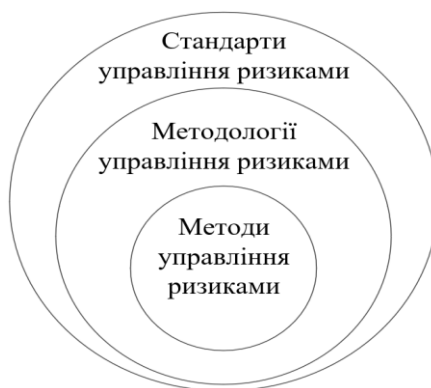 Стандарти
управління ризиками
Методології
управління ризиками
Методи
управління
ризиками